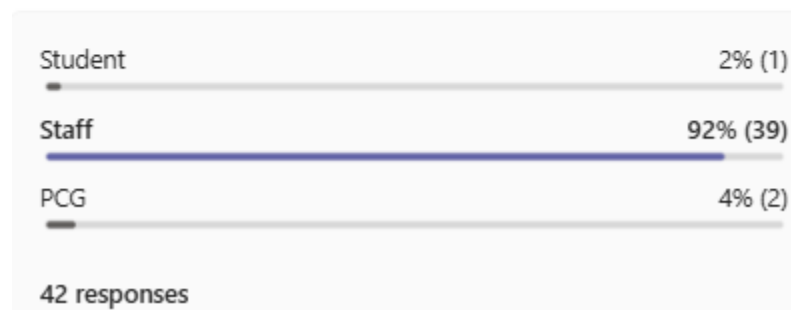 Student 2% (1)
Staff 92% (39)
PCG 4% (2)
42 responses